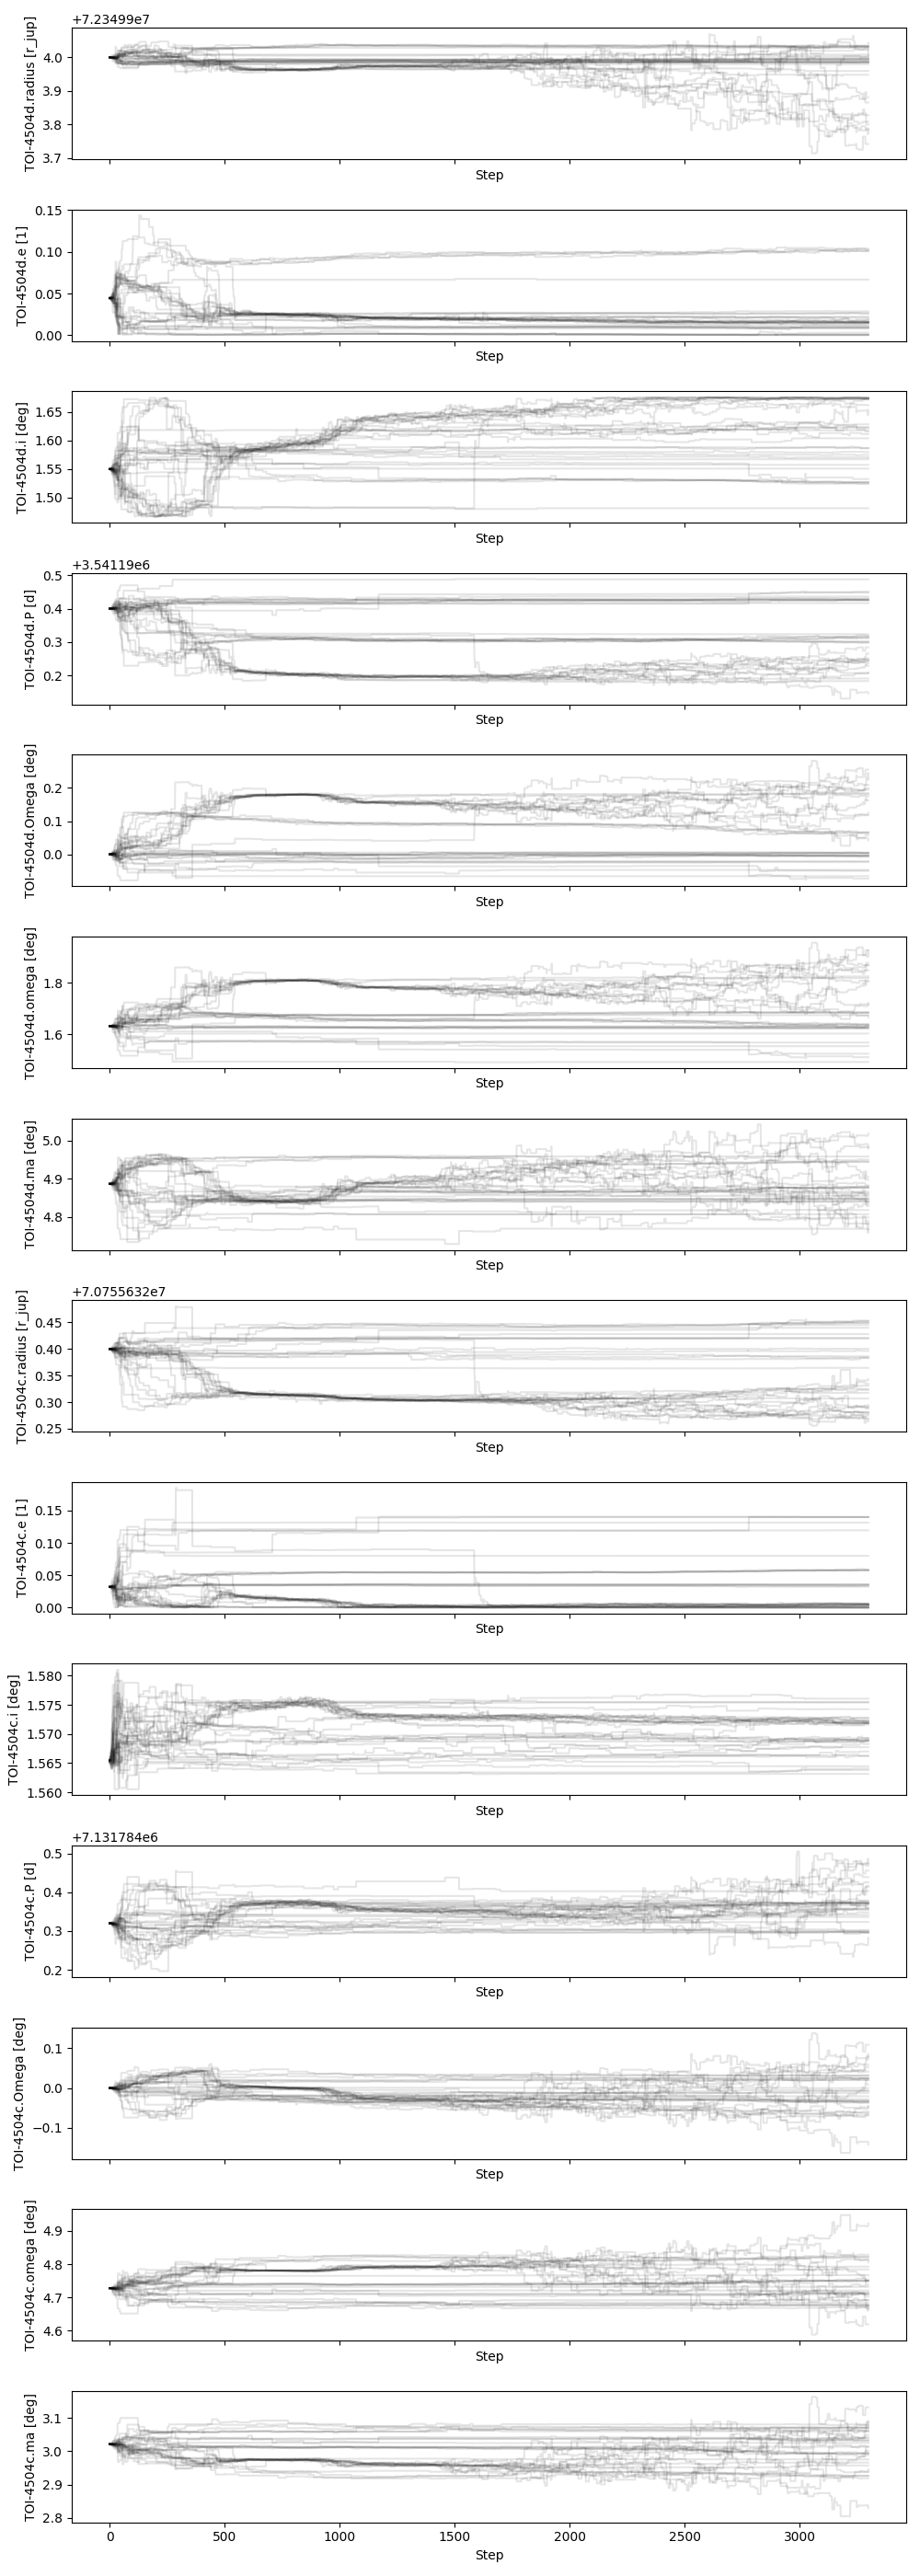 +7.23499e7
TOI-4504d.radius [r_jup]
4.0
3.9
3.8
3.7
Step
TOI-4504d.e [1]
0.15
0.10
0.05
0.00
Step
TOI-4504d.i [deg]
1.65
1.60
1.55
1.50
Step
+3.54119e6
TOI-4504d.P [d]
0.5
0.4
0.3
0.2
Step
TOI-4504d.Omega [deg]
0.2
0.1
0.0
Step
TOI-4504d.omega [deg]
1.8
1.6
Step
TOI-4504d.ma [deg]
5.0
4.9
4.8
Step
+7.0755632e7
TOI-4504c.radius [r_jup]
0.45
0.40
0.35
0.30
0.25
Step
TOI-4504c.e [1]
0.15
0.10
0.05
0.00
Step
TOI-4504c.i [deg]
1.580
1.575
1.570
1.565
1.560
Step
+7.131784e6
TOI-4504c.P [d]
0.5
0.4
0.3
0.2
Step
TOI-4504c.Omega [deg]
0.1
0.0
−0.1
Step
TOI-4504c.omega [deg]
4.9
4.8
4.7
4.6
Step
TOI-4504c.ma [deg]
3.1
3.0
2.9
2.8
0 500 1000 1500 2000 2500 3000
Step